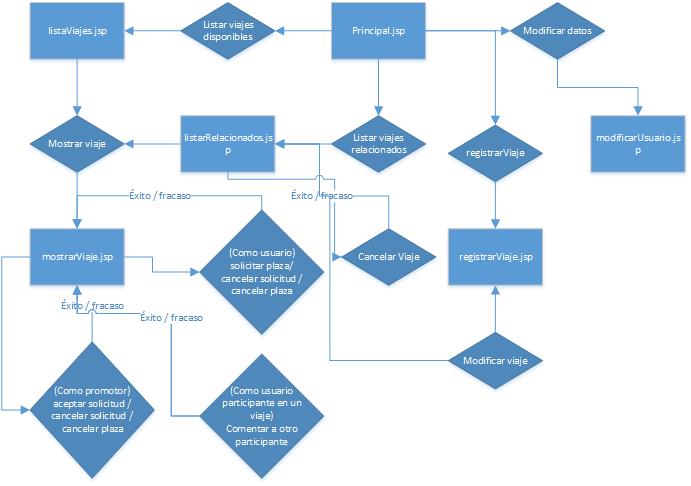 listaViajes.jsp
Listar viajes
disponibles
Principal.jsp
Modificar datos
Mostrar viaje
listarRelacionados.js
p
Listar viajes
relacionados
registrarViaje
modificarUsuario.js
p
Éxito / fracaso
Éxito / fracaso
mostrarViaje.jsp
(Como usuario)
solicitar plaza/
cancelar solicitud /
cancelar plaza
Cancelar Viaje
registrarViaje.jsp
Éxito / fracaso
Éxito / fracaso
Modificar viaje
(Como promotor)
aceptar solicitud /
cancelar solicitud /
cancelar plaza
(Como usuario
participante en un
viaje)
Comentar a otro
participante